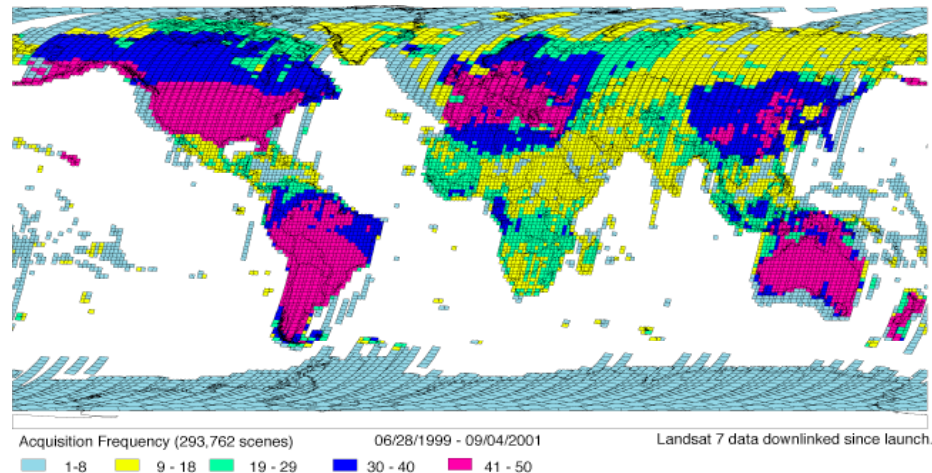 Acquisition Frequency (293,762 scenes) 06/28/1999 - 09/04/2001 Landsat 7 data downlinked since launch.
1-8 9 - 18 19 - 29 30 - 40 41 - 50